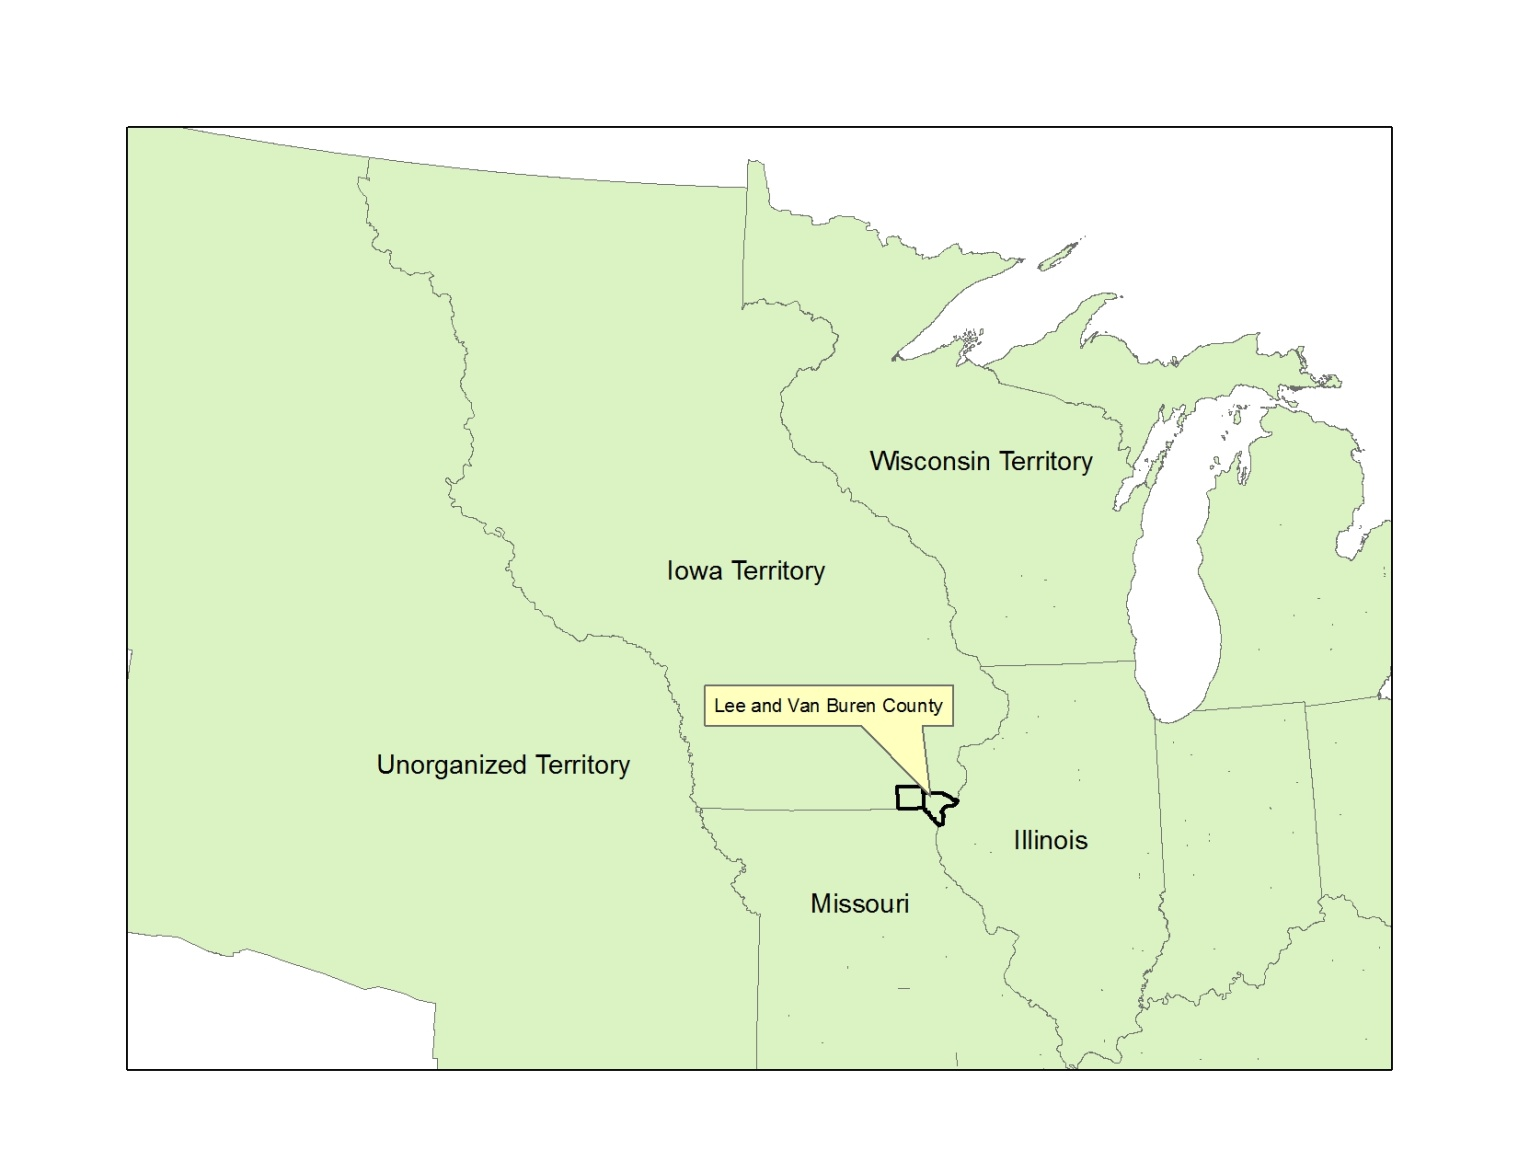 Wisconsin Territory
Iowa Territory
Lee and Van Buren County
Unorganized Territory
Illinois
Missouri